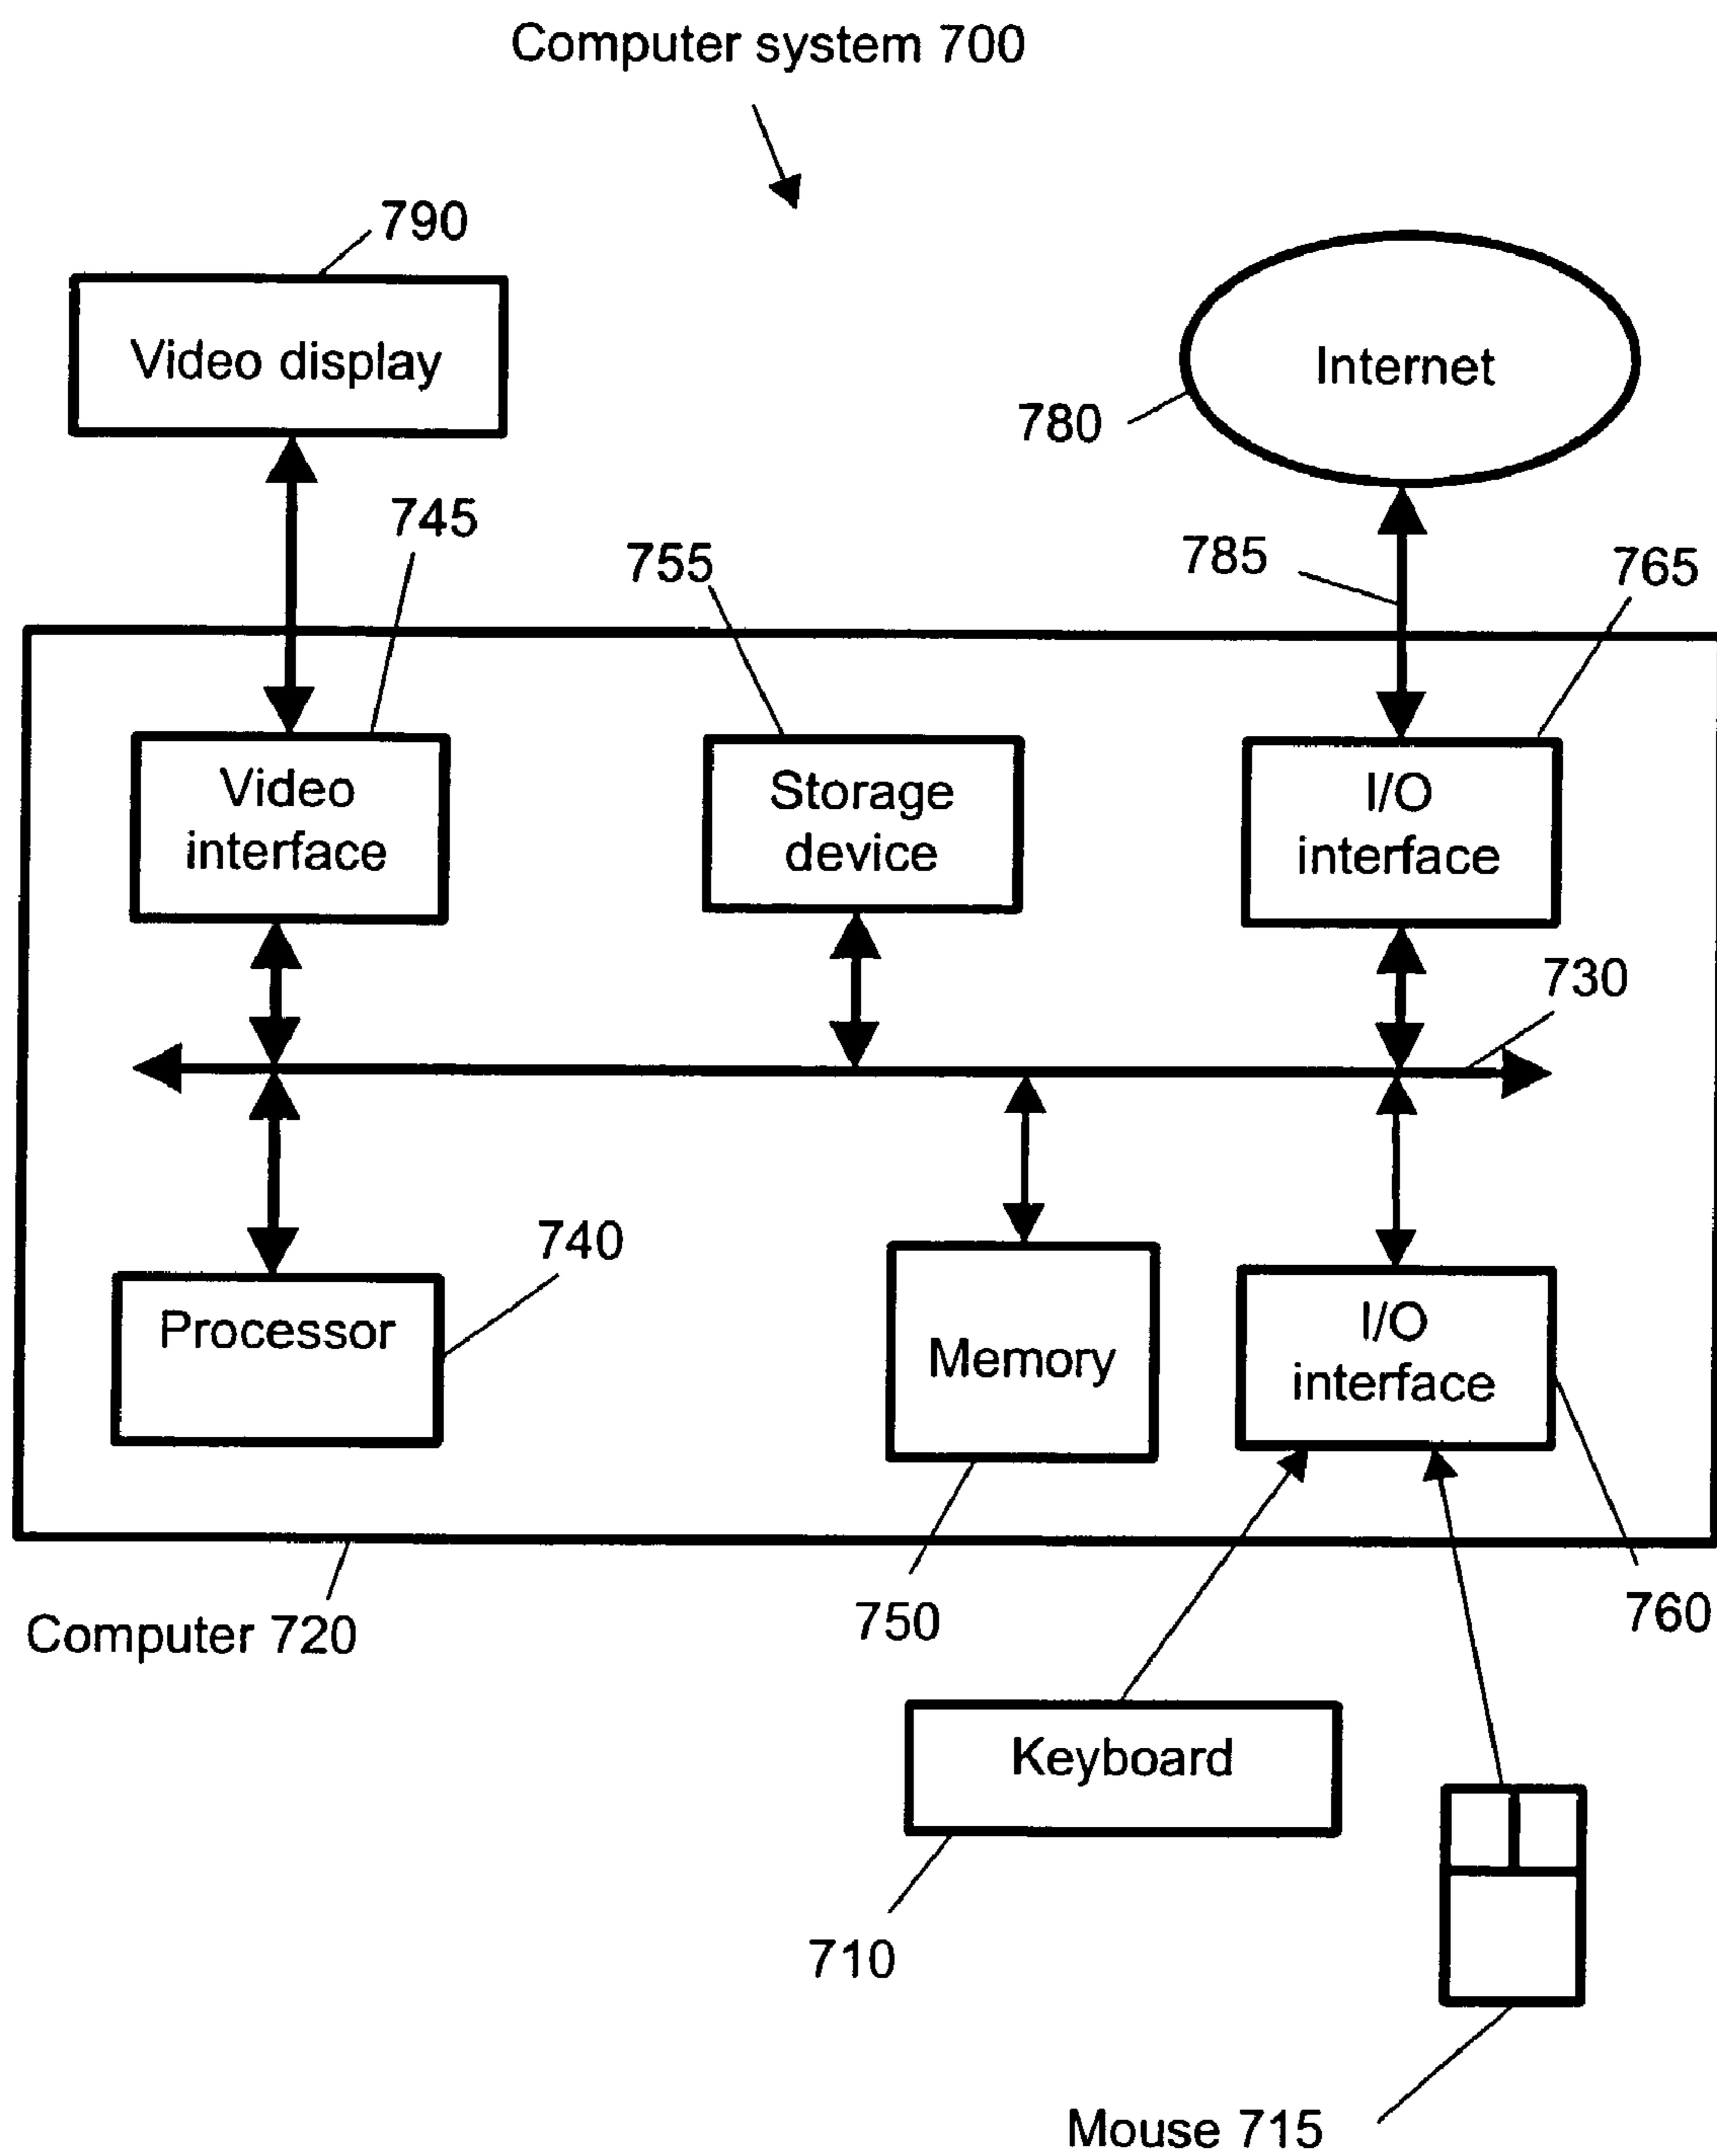 Computer system 700
790
Video display
Internet
780
745
755
785
765
Video
interface
Storage
device
I/O
interface
730
740
Processor
Memory
I/O
interface
Computer 720
750
760
Keyboard
710
Mouse 715